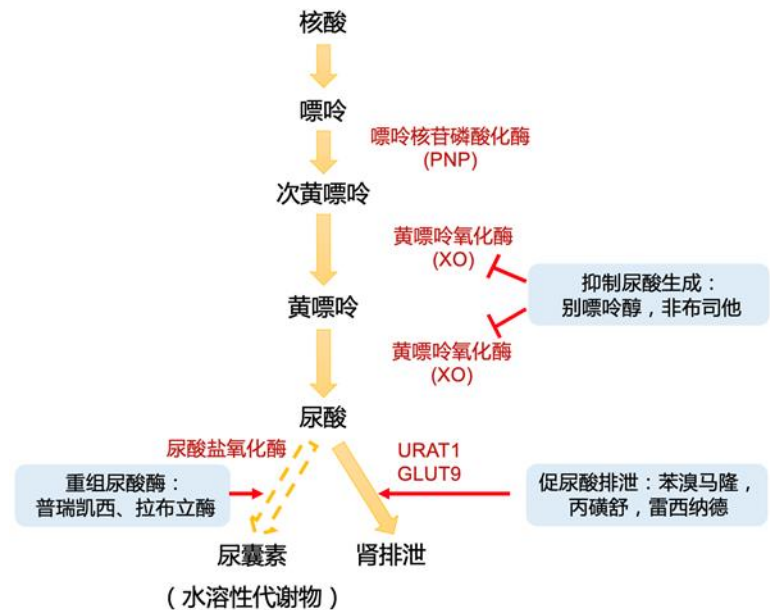 核酸
嘌呤
嘌呤核苷磷酸化酶
(PNP)
次黄嘌呤
黄嘌呤氧化酶
(XO)
抑制尿酸生成：
别嘌呤醇，非布司他
黄嘌呤
黄嘌呤氧化酶
(XO)
尿酸
尿酸盐氧化酶
URAT1
GLUT9
重组尿酸酶：
普瑞凯西、拉布立酶
促尿酸排泄：苯溴马隆，
丙磺舒，雷西纳德
尿囊素
肾排泄
（水溶性代谢物）